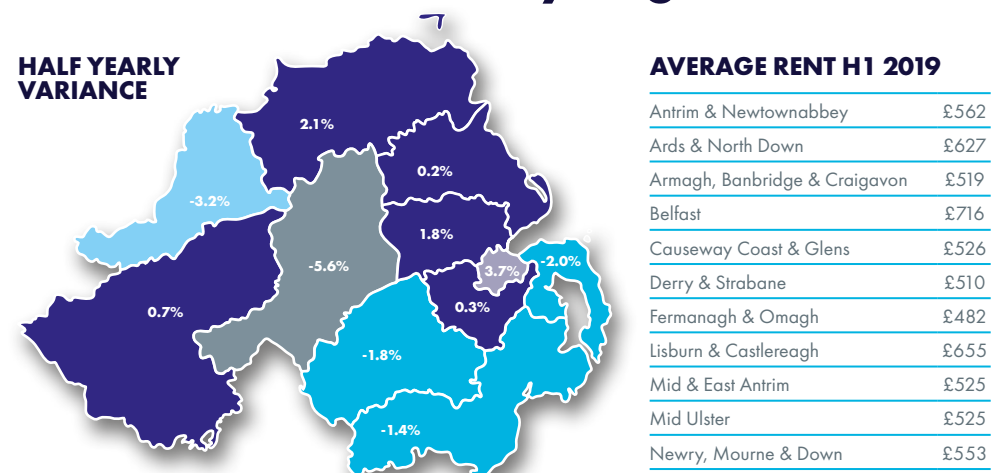 HALF YEARLY
VARIANCE
2.1%
0.2%
-3.2%
1.8%
-5.6%
3.7%
-2.0%
0.7%
0.3%
-1.8%
-1.4%
AVERAGE RENT H1 2019
Antrim & Newtownabbey £562
Ards & North Down £627
Armagh, Banbridge & Craigavon £519
Belfast £716
Causeway Coast & Glens £526
Derry & Strabane £510
Fermanagh & Omagh £482
Lisburn & Castlereagh £655
Mid & East Antrim £525
Mid Ulster £525
Newry, Mourne & Down £553